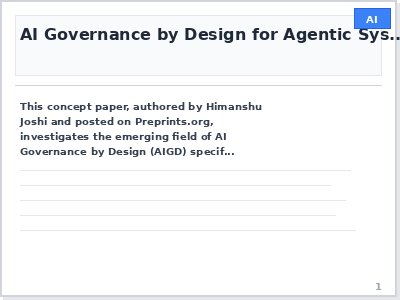 AI
AI Governance by Design for Agentic Sys...
This concept paper, authored by Himanshu
Joshi and posted on Preprints.org,
investigates the emerging field of AI
Governance by Design (AIGD) specif...
1